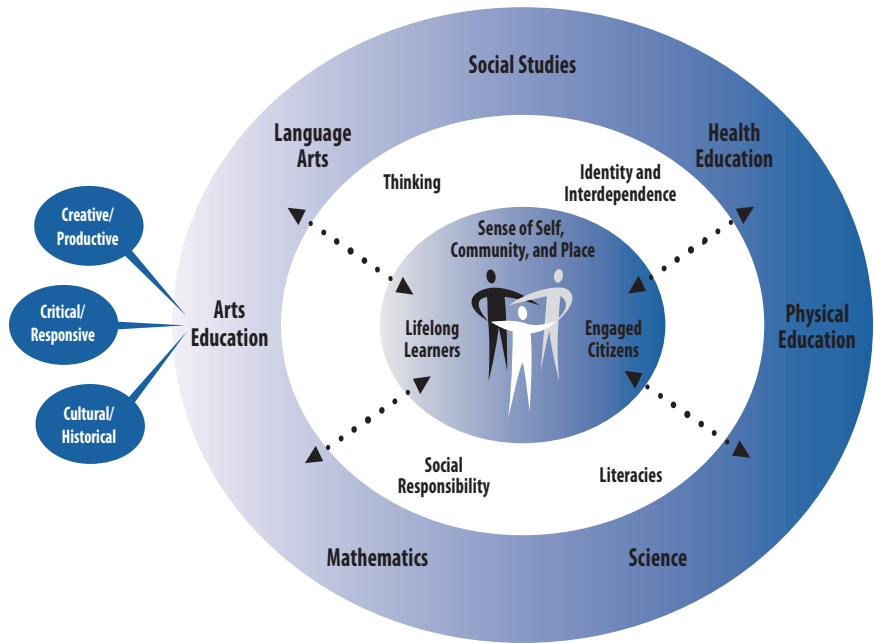 Social Studies
Language
Arts
Health
Education
Thinking
Identity and
Interdependence
Creative/
Productive
Sense of Self,
Community, and Place
Critical/
Responsive
Arts
Education
Lifelong
Learners
Engaged
Citizens
Physical
Education
Cultural/
Historical
Social
Responsibility
Literacies
Mathematics
Science